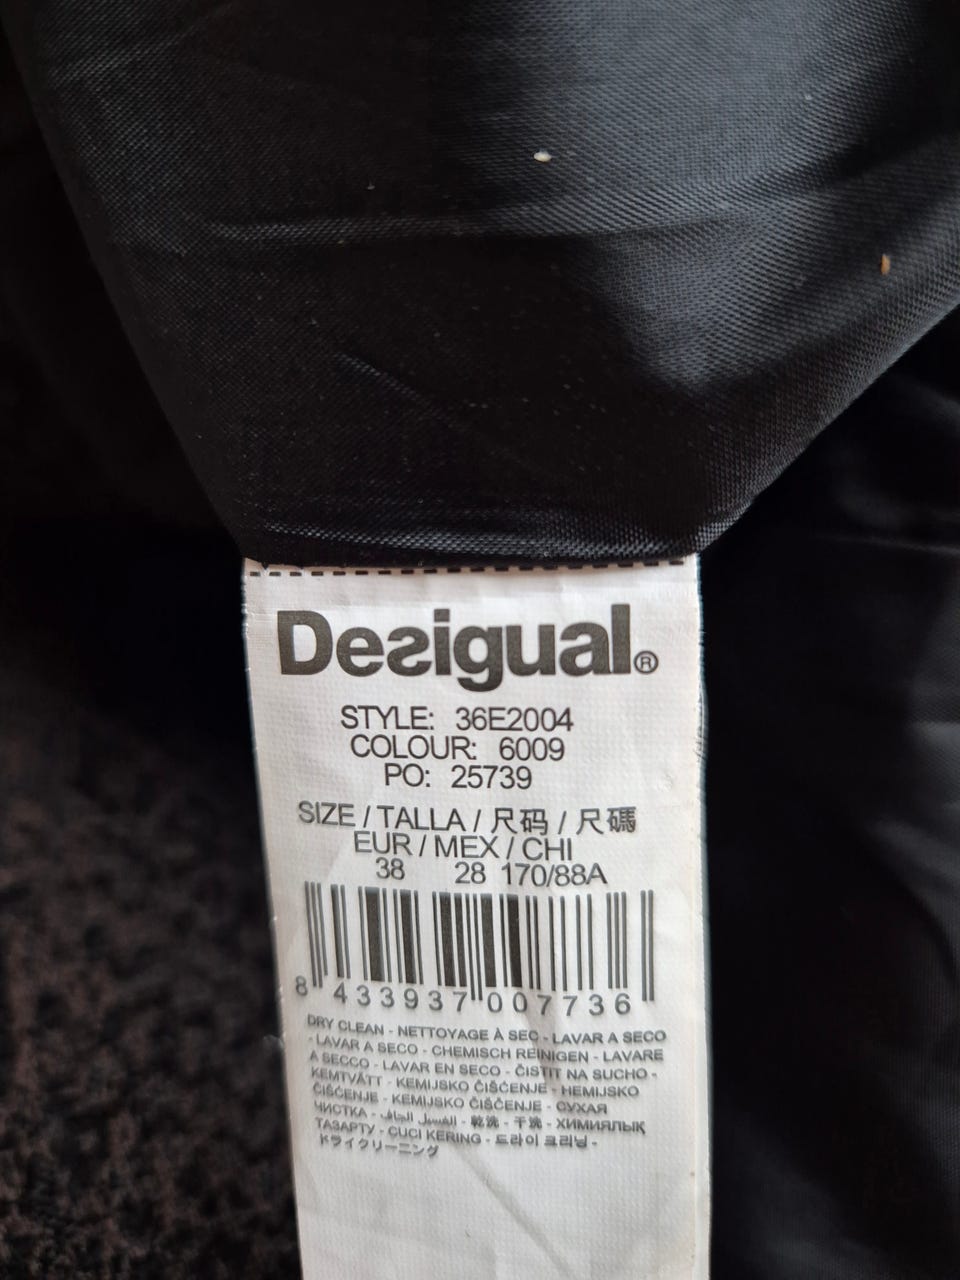 Desigual®
STYLE: 36E2004
COLOUR: 6009
PO: 25739
SIZE / TALLA / 尺码 / 尺碼
EUR / MEX / CHI
38 28 170/88A
8 433937 007736
DRY CLEAN - NETTOYAGE À SEC - LAVAR A SECO
- LAVAR A SECO - CHEMISCH REINIGEN - LAVARE
A SECCO - LAVAR EN SECO - ČISTIT NA SUCHO -
KEMTVÄTT - KEMIJSKO ČIŠČENJE - HEMIJSKO
ČIŠĆENJE - KEMIJSKO ČIŠĆENJE - СУХАЯ
ЧИСТКА - الغسيل الجاف - 乾洗 - 干洗 - ХИМИЯЛЫҚ
ТАЗАРТУ - CUCI KERING - 드라이 크리닝 -
ドライクリーニング